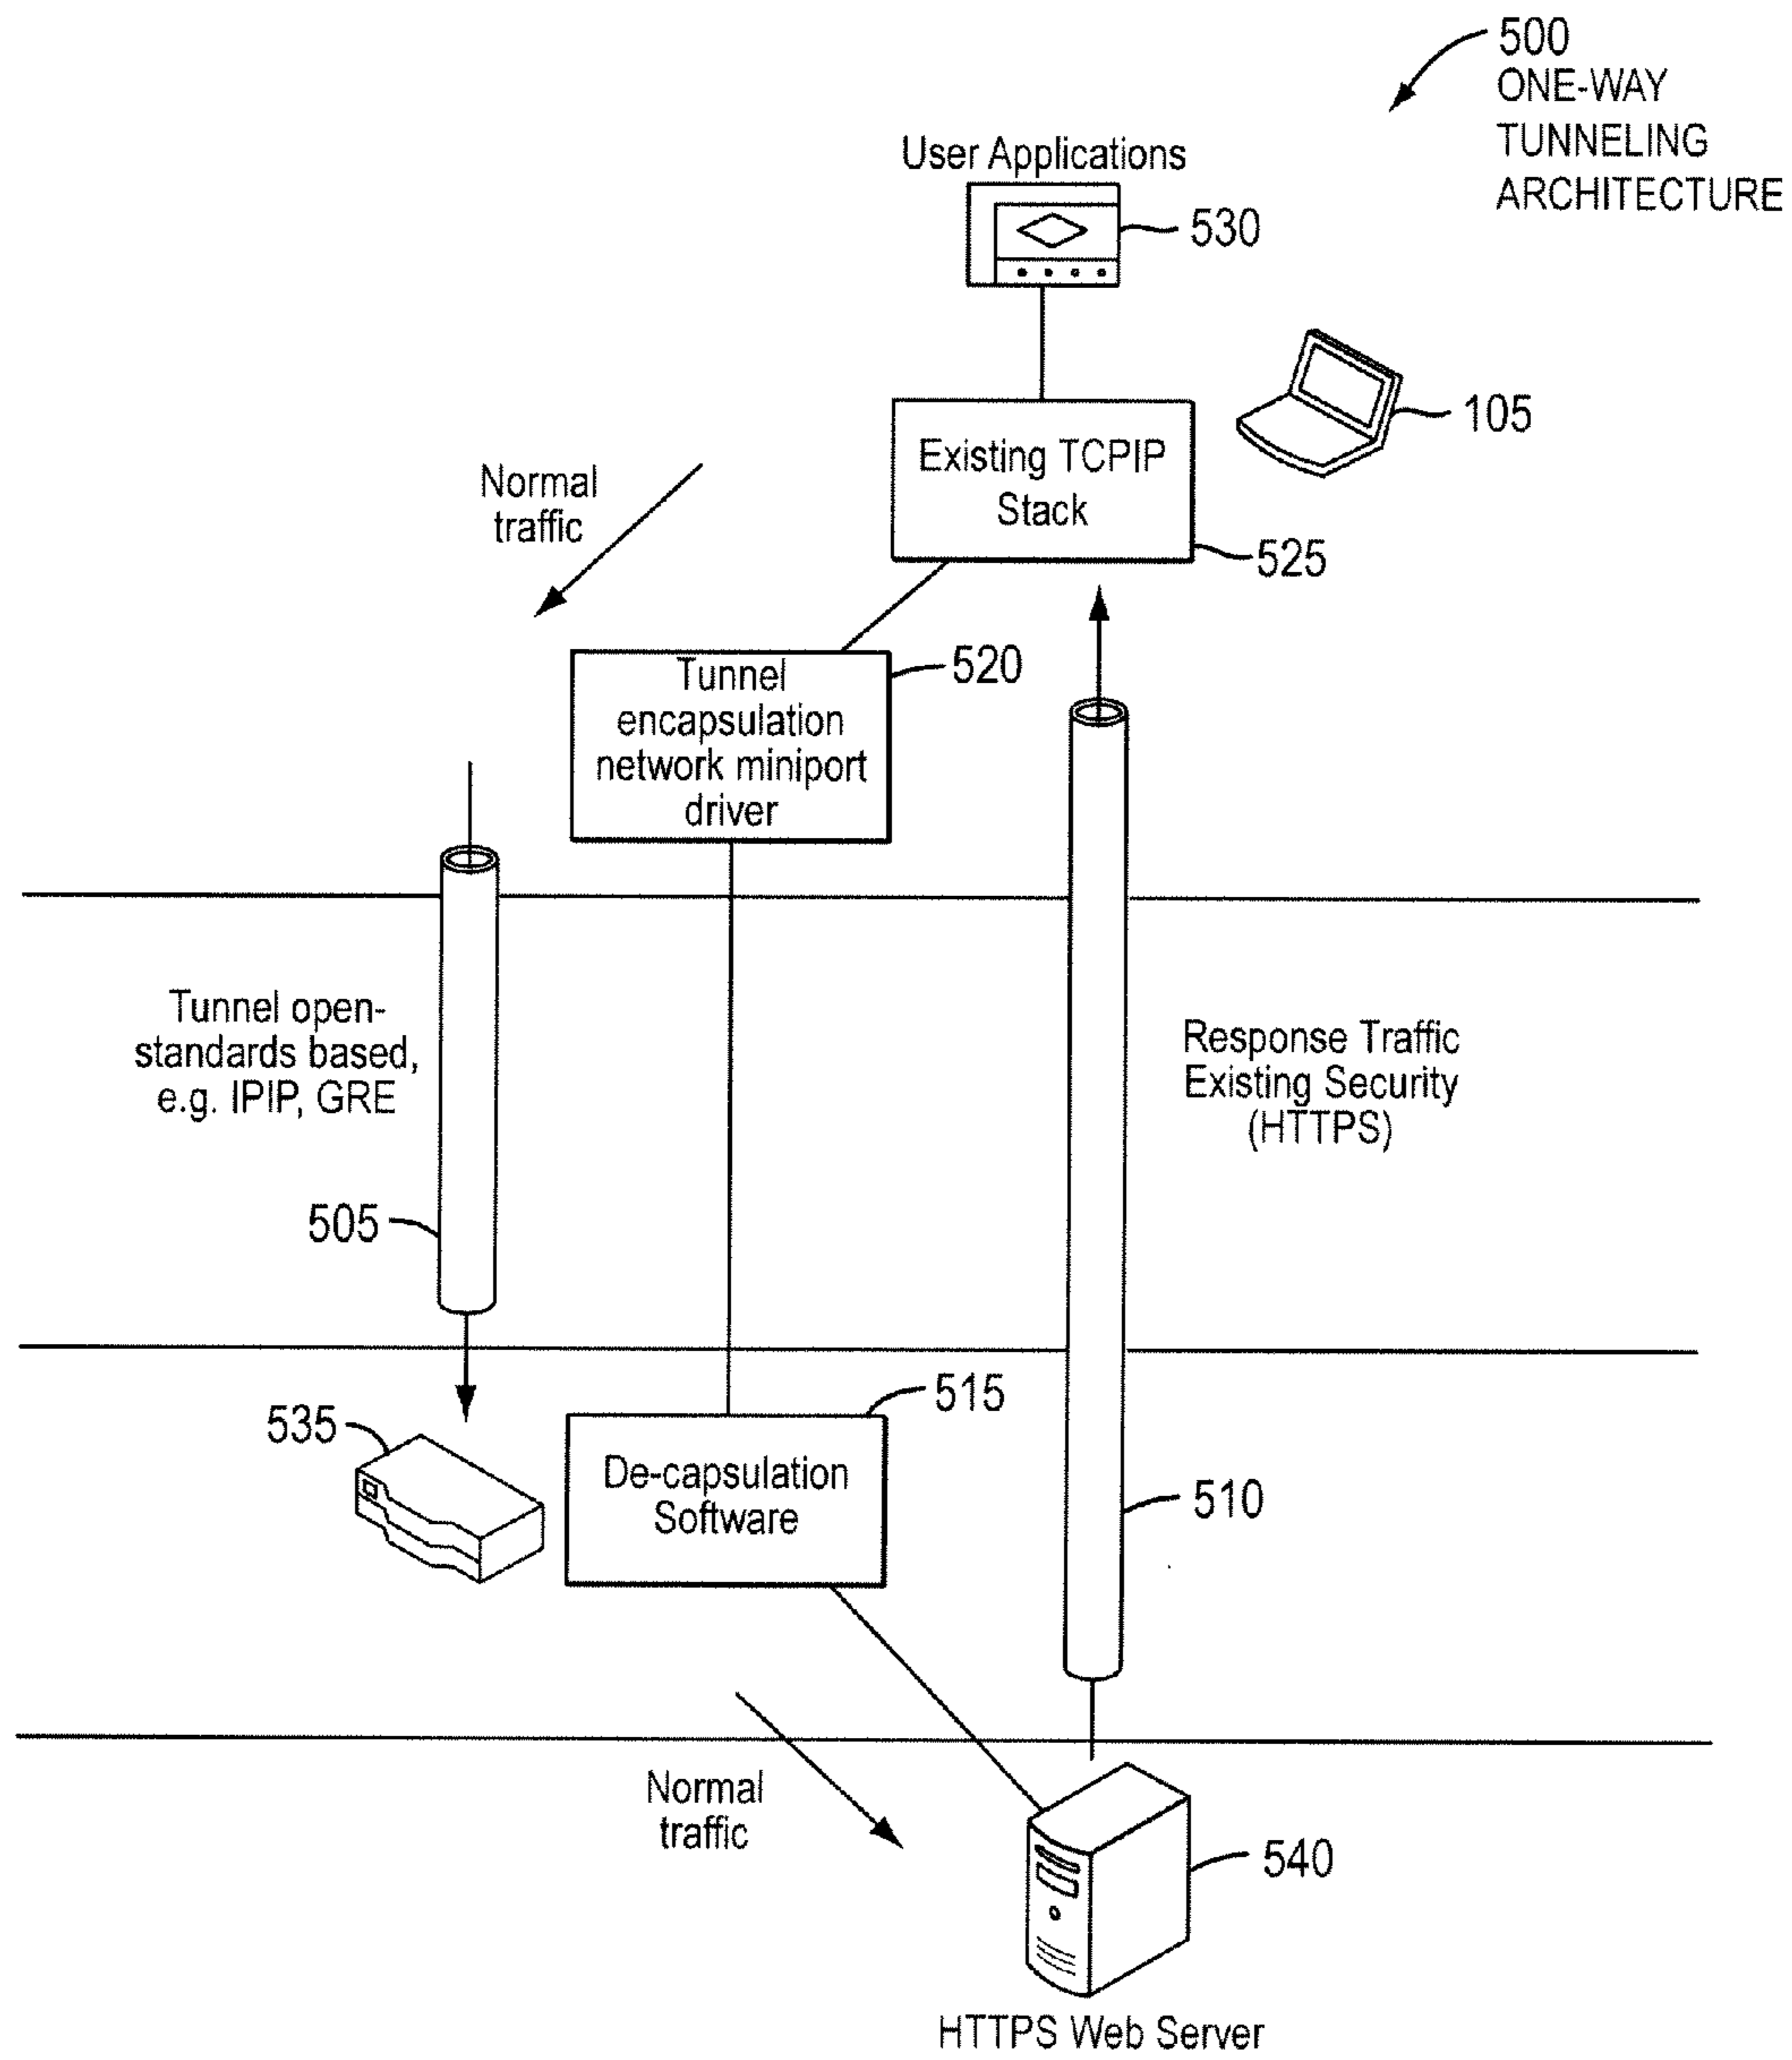 500
ONE-WAY
TUNNELING
ARCHITECTURE
User Applications
530
105
Existing TCPIP
Stack
525
Normal
traffic
520
Tunnel
encapsulation
network miniport
driver
Tunnel open-
standards based,
e.g. IPIP, GRE
505
Response Traffic
Existing Security
(HTTPS)
515
535
De-capsulation
Software
510
Normal
traffic
540
HTTPS Web Server